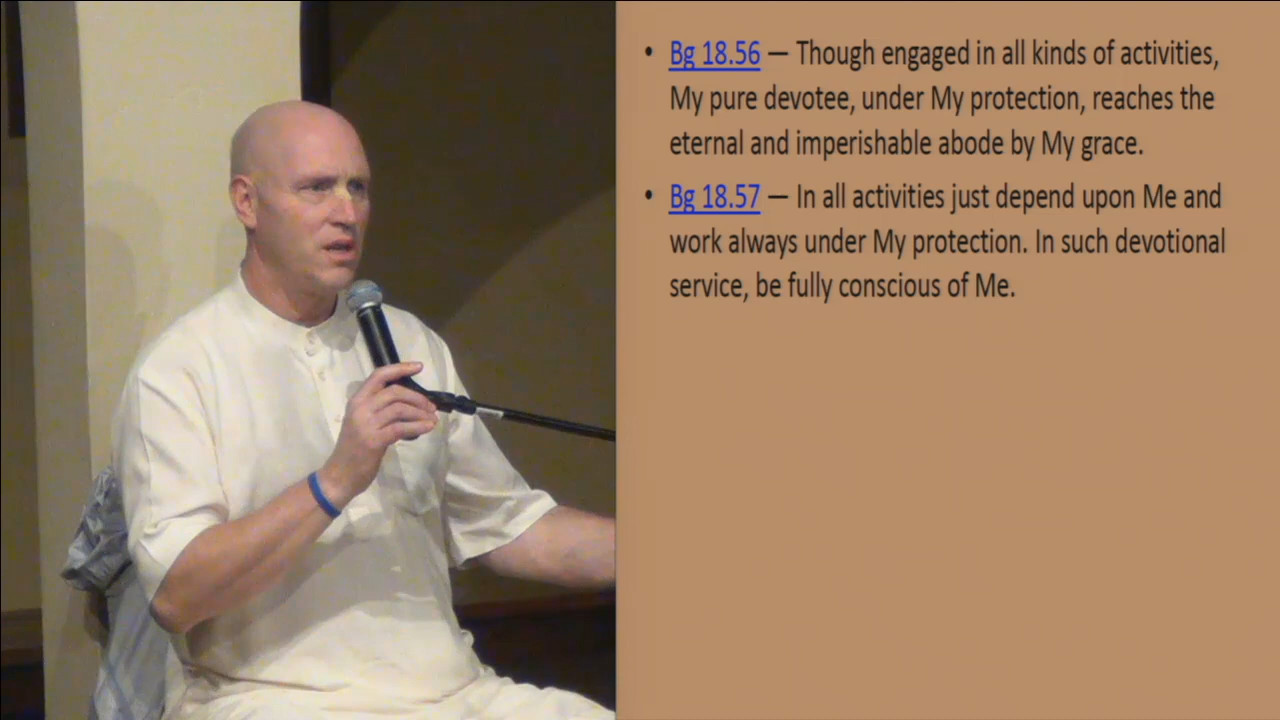 • Bg 18.56 — Though engaged in all kinds of activities,
My pure devotee, under My protection, reaches the
eternal and imperishable abode by My grace.
• Bg 18.57 — In all activities just depend upon Me and
work always under My protection. In such devotional
service, be fully conscious of Me.